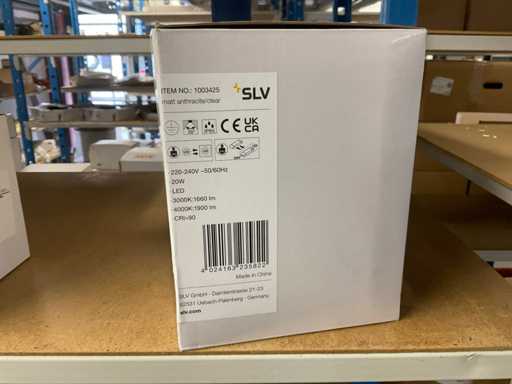 ITEM NO.: 1003425
matt anthracite/clear
SLV
CE UK CA
220-240V ~50/60Hz
20W
LED
3000K:1660 lm
4000K:1900 lm
CRI>90
4 024163 235822
Made in China
SLV GmbH - Daimlerstrasse 21-23
52531 Uebach-Palenberg - Germany
slv.com